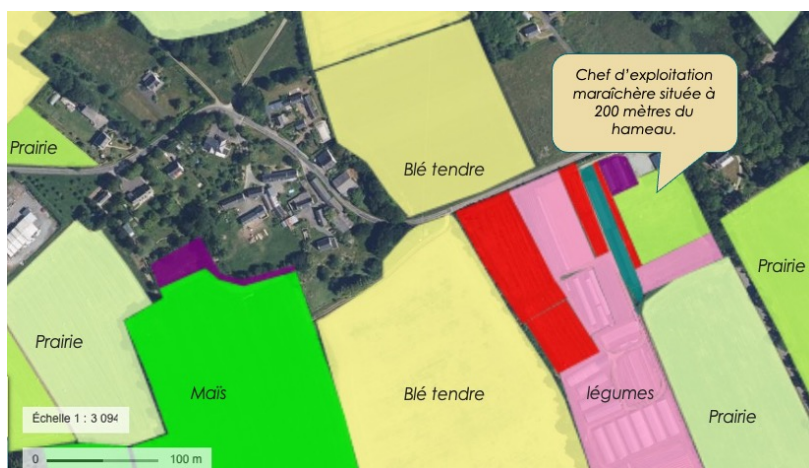 Chef d'exploitation
maraîchère située à
200 mètres du
hameau.
Prairie
Blé tendre
Prairie
Prairie
Maïs
Blé tendre
légumes
Prairie
Échelle 1 : 3 094
0 100 m